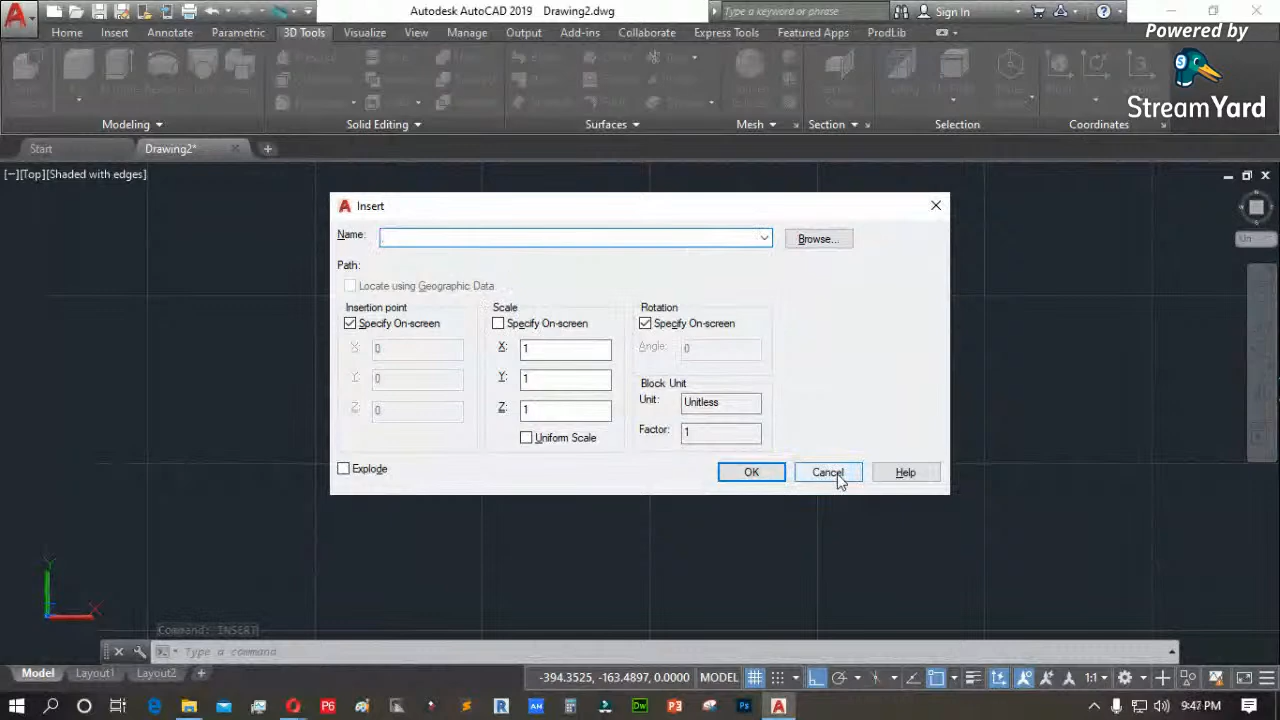 Autodesk AutoCAD 2019 Drawing2.dwg
Type a keyword or phrase
Sign In
Home Insert Annotate Parametric 3D Tools Visualize View Manage Output Add-ins Collaborate Express Tools Featured Apps ProdLib
Powered by
StreamYard
Modeling Solid Editing Surfaces Mesh Section Selection Coordinates
Start Drawing2*
[−][Top][Shaded with edges]
Insert
Name:
Browse...
Path:
Locate using Geographic Data
Insertion point Scale Rotation
Specify On-screen Specify On-screen Specify On-screen
X: 0 X: 1 Angle: 0
Y: 0 Y: 1 Block Unit
Unit: Unitless
Z: 0 Z: 1
Factor: 1
Uniform Scale
Explode
OK Cancel Help
Y
X
Command: INSERT
Type a command
Model Layout1 Layout2 +
-394.3525, -163.4897, 0.0000 MODEL 1:1
9:47 PM